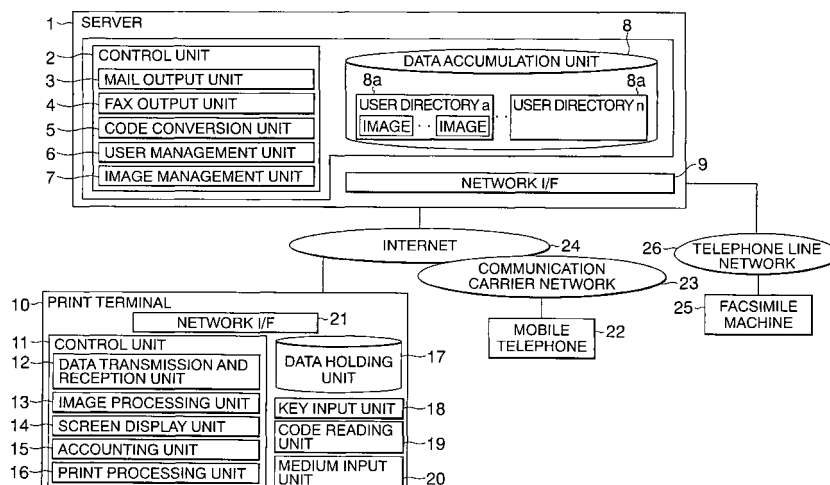 1 SERVER
2 CONTROL UNIT
3 MAIL OUTPUT UNIT
4 FAX OUTPUT UNIT
5 CODE CONVERSION UNIT
6 USER MANAGEMENT UNIT
7 IMAGE MANAGEMENT UNIT
8
DATA ACCUMULATION UNIT
8a 8a
USER DIRECTORY a ‥ USER DIRECTORY n
IMAGE ‥ IMAGE
9
NETWORK I/F
INTERNET 24
COMMUNICATION
CARRIER NETWORK 23
MOBILE
TELEPHONE 22
26 TELEPHONE LINE
NETWORK
25 FACSIMILE
MACHINE
10 PRINT TERMINAL
NETWORK I/F 21
11 CONTROL UNIT
12 DATA TRANSMISSION AND
RECEPTION UNIT
13 IMAGE PROCESSING UNIT
14 SCREEN DISPLAY UNIT
15 ACCOUNTING UNIT
16 PRINT PROCESSING UNIT
DATA HOLDING
UNIT 17
KEY INPUT UNIT 18
CODE READING
UNIT 19
MEDIUM INPUT
UNIT 20